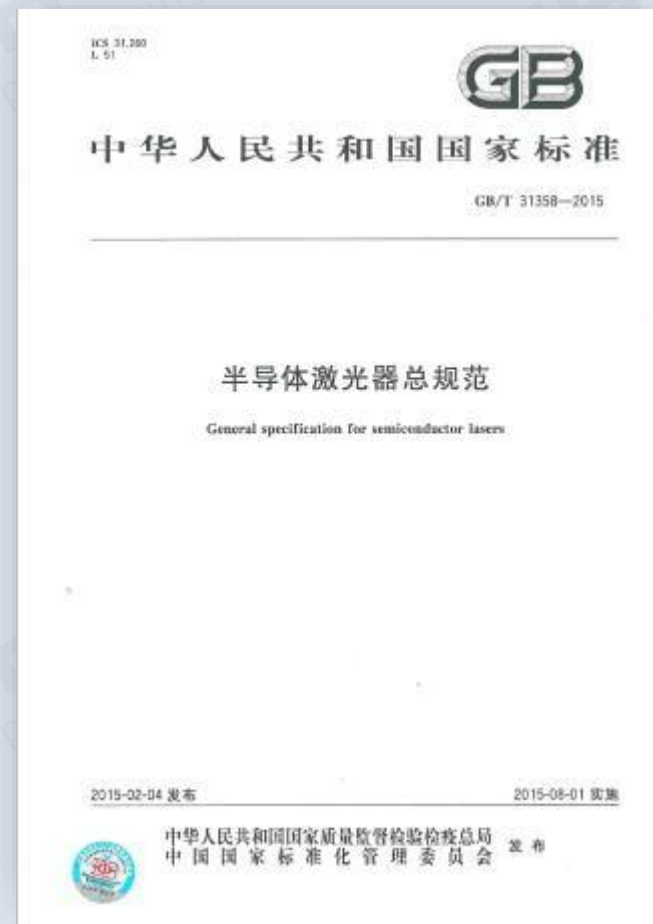 ICS 31.260
L 51
GB
中华人民共和国国家标准
GB/T 31358—2015
半导体激光器总规范
General specification for semiconductor lasers
2015-02-04 发布
2015-08-01 实施
中华人民共和国国家质量监督检验检疫总局
中国国家标准化管理委员会
发布